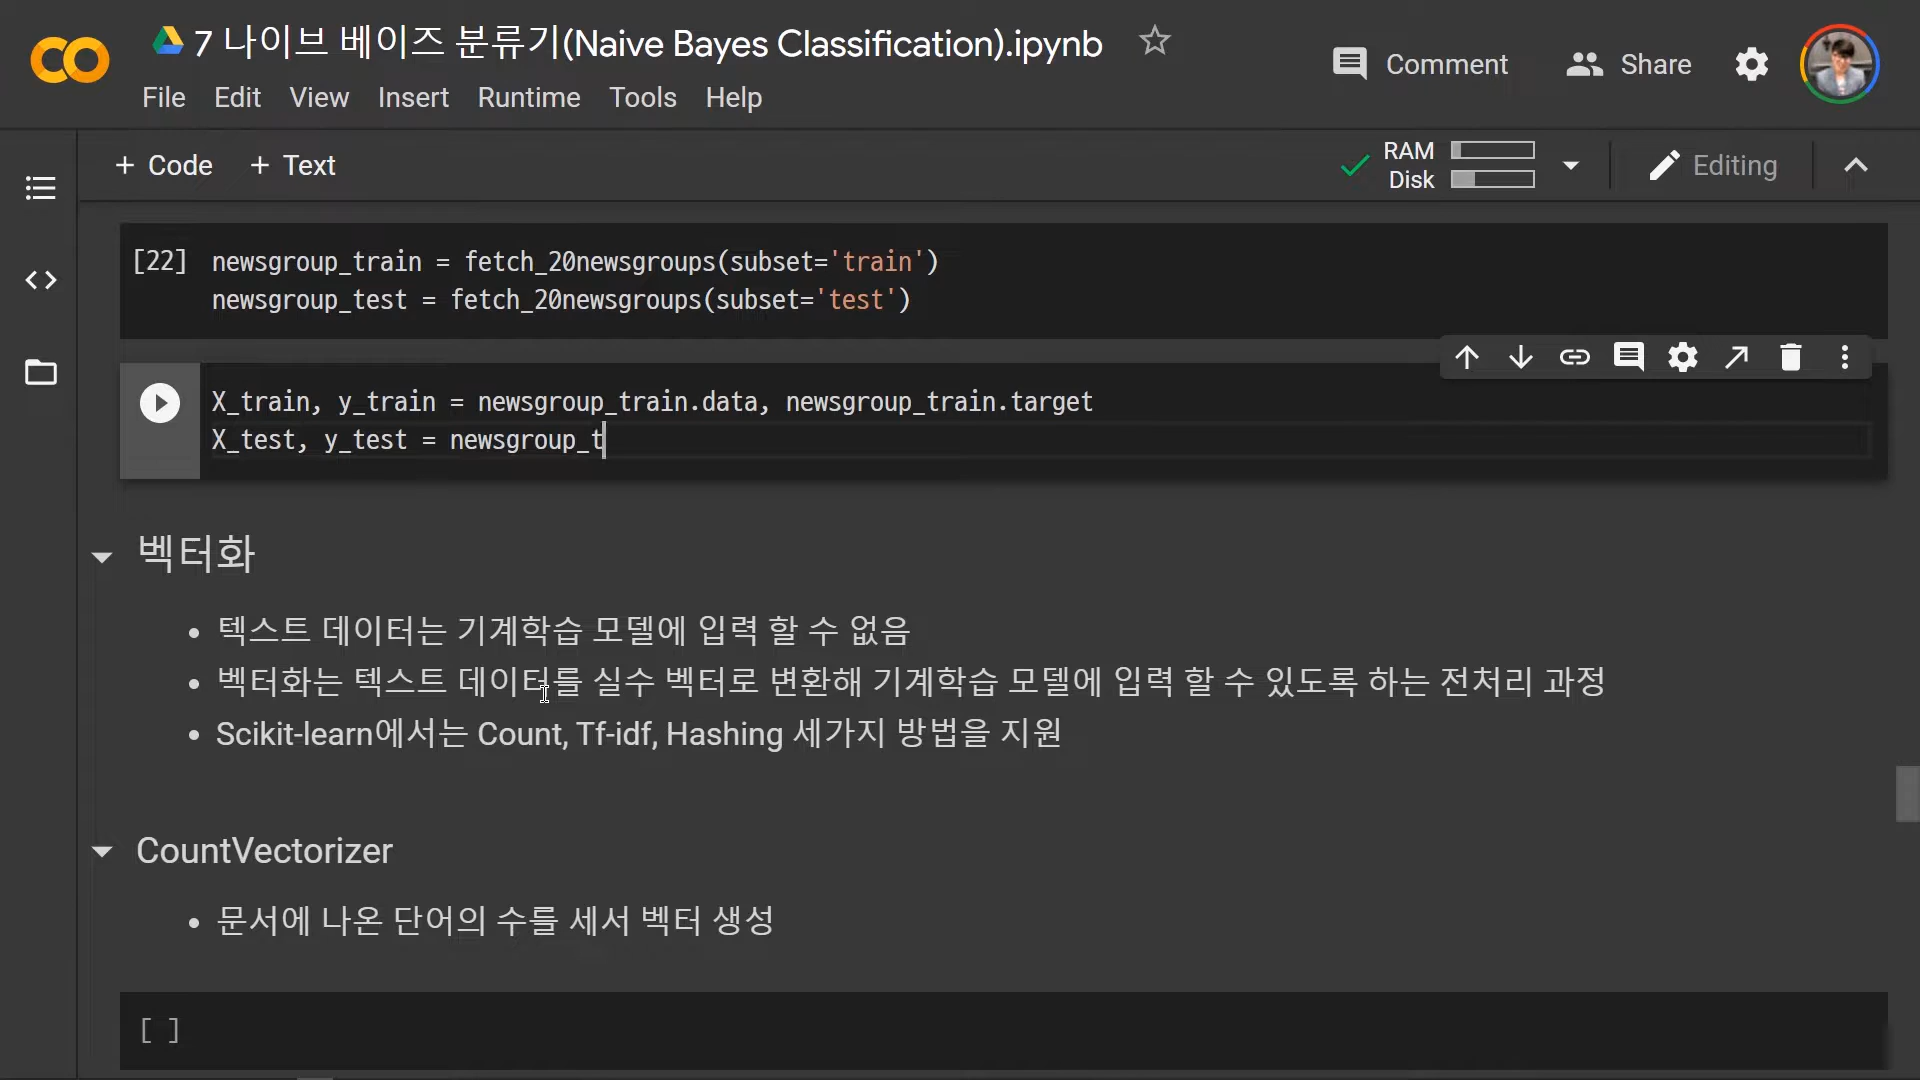 7 나이브 베이즈 분류기(Naive Bayes Classification).ipynb
Comment
Share
File Edit View Insert Runtime Tools Help
+ Code + Text
RAM
Disk
Editing
[22] newsgroup_train = fetch_20newsgroups(subset='train')
newsgroup_test = fetch_20newsgroups(subset='test')
X_train, y_train = newsgroup_train.data, newsgroup_train.target
X_test, y_test = newsgroup_t
벡터화
• 텍스트 데이터는 기계학습 모델에 입력 할 수 없음
• 벡터화는 텍스트 데이터를 실수 벡터로 변환해 기계학습 모델에 입력 할 수 있도록 하는 전처리 과정
• Scikit-learn에서는 Count, Tf-idf, Hashing 세가지 방법을 지원
CountVectorizer
• 문서에 나온 단어의 수를 세서 벡터 생성
[ ]